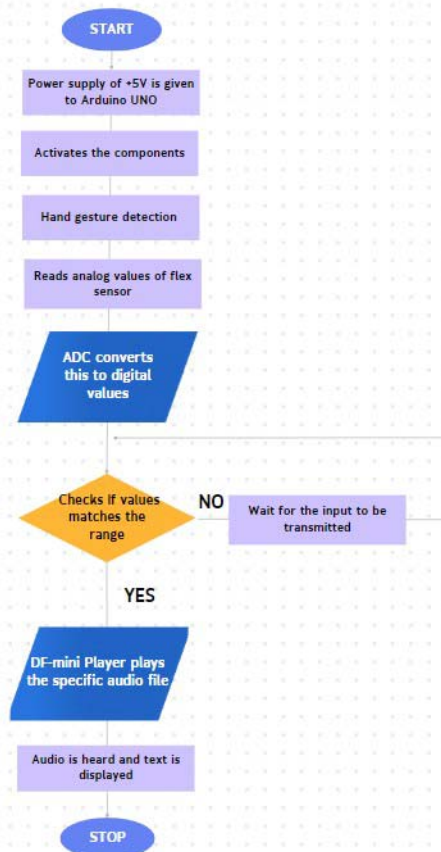 START
Power supply of +5V is given
to Arduino UNO
Activates the components
Hand gesture detection
Reads analog values of flex
sensor
ADC converts
this to digital
values
Checks if values
matches the
range
NO
Wait for the input to be
transmitted
YES
DF-mini Player plays
the specific audio file
Audio is heard and text is
displayed
STOP